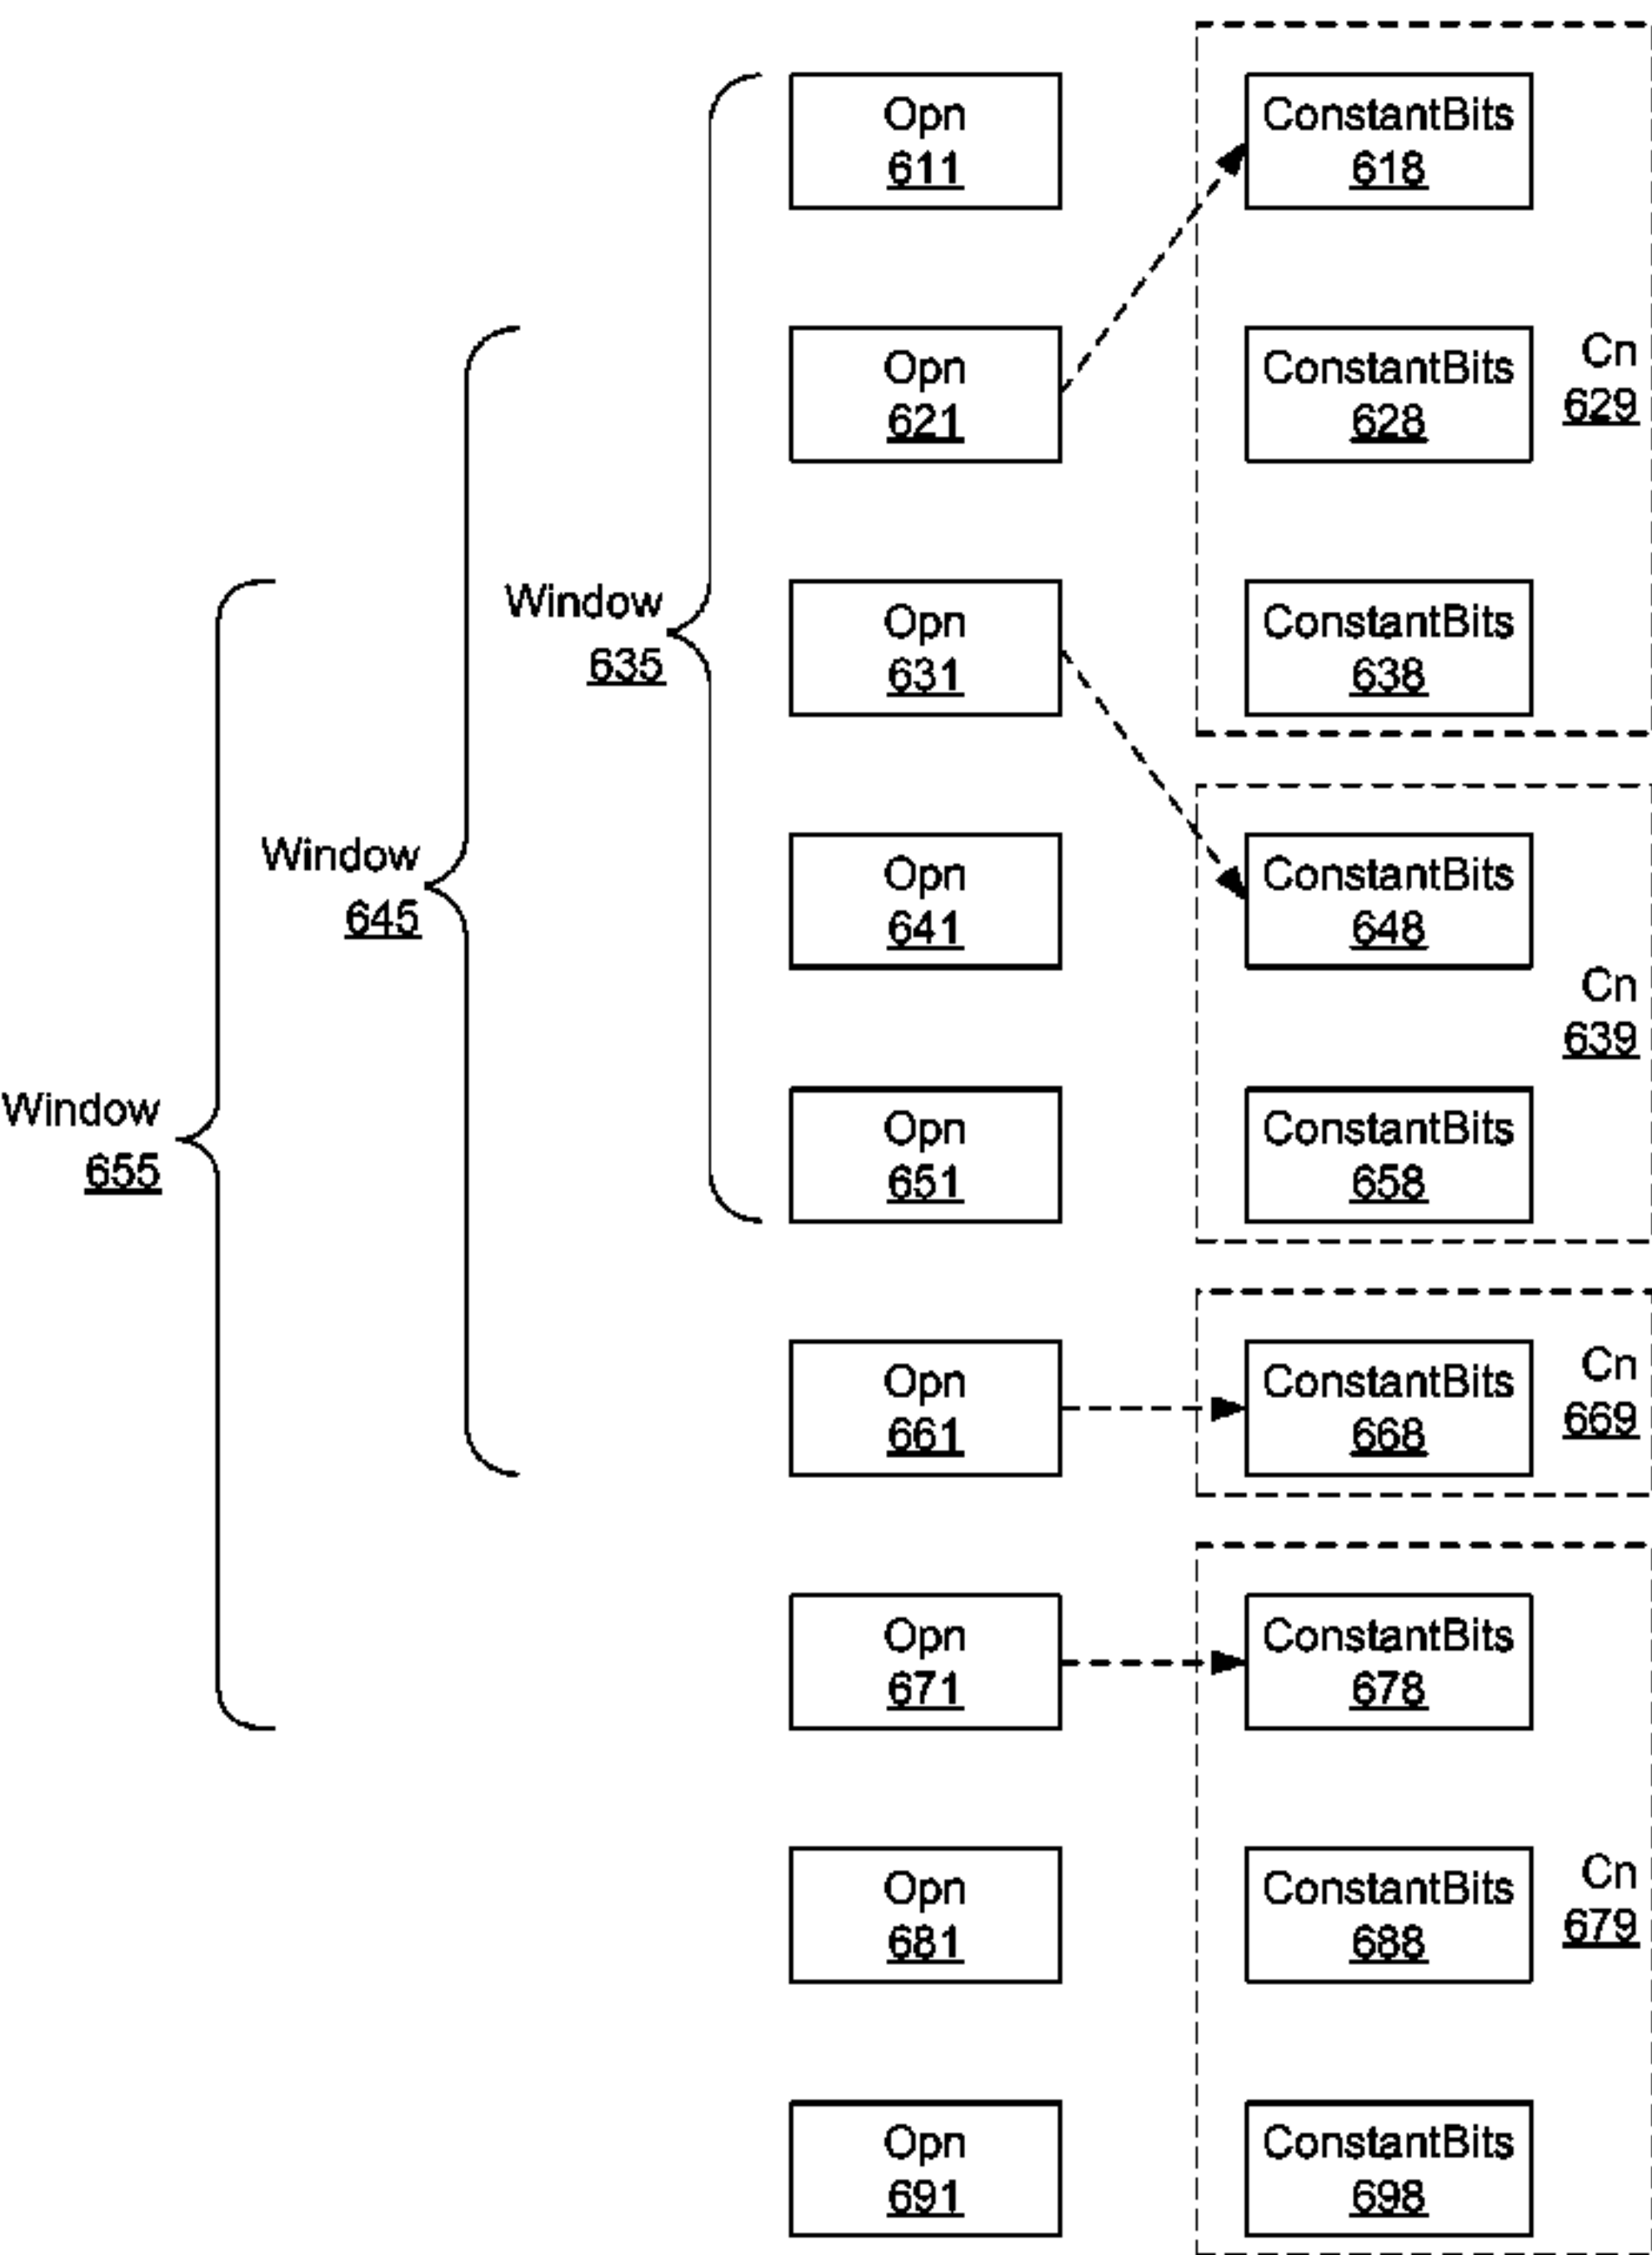 Opn
611
ConstantBits
618
Opn
621
ConstantBits
628
Cn
629
Window
635
Opn
631
ConstantBits
638
Window
645
Opn
641
ConstantBits
648
Cn
639
Window
655
Opn
651
ConstantBits
658
Opn
661
ConstantBits
668
Cn
669
Opn
671
ConstantBits
678
Opn
681
ConstantBits
688
Cn
679
Opn
691
ConstantBits
698